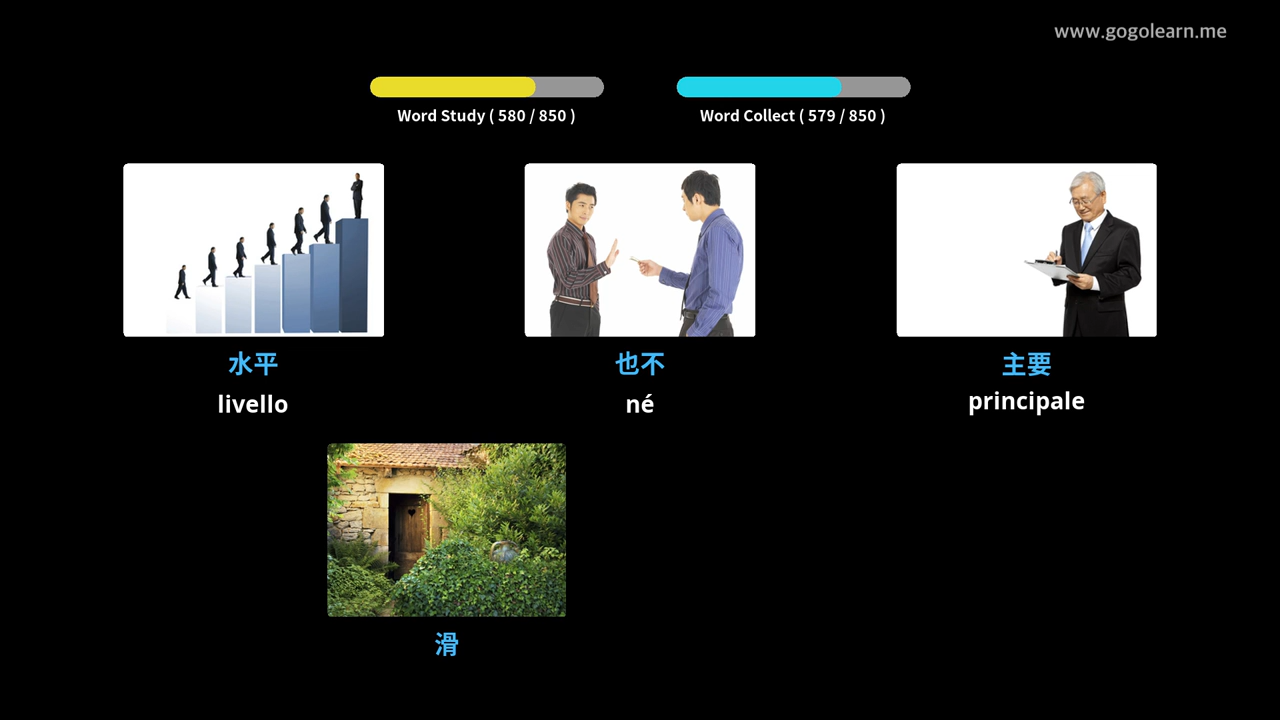 www.gogolearn.me
Word Study ( 580 / 850 )
Word Collect ( 579 / 850 )
水平
也不
主要
livello
né
principale
滑